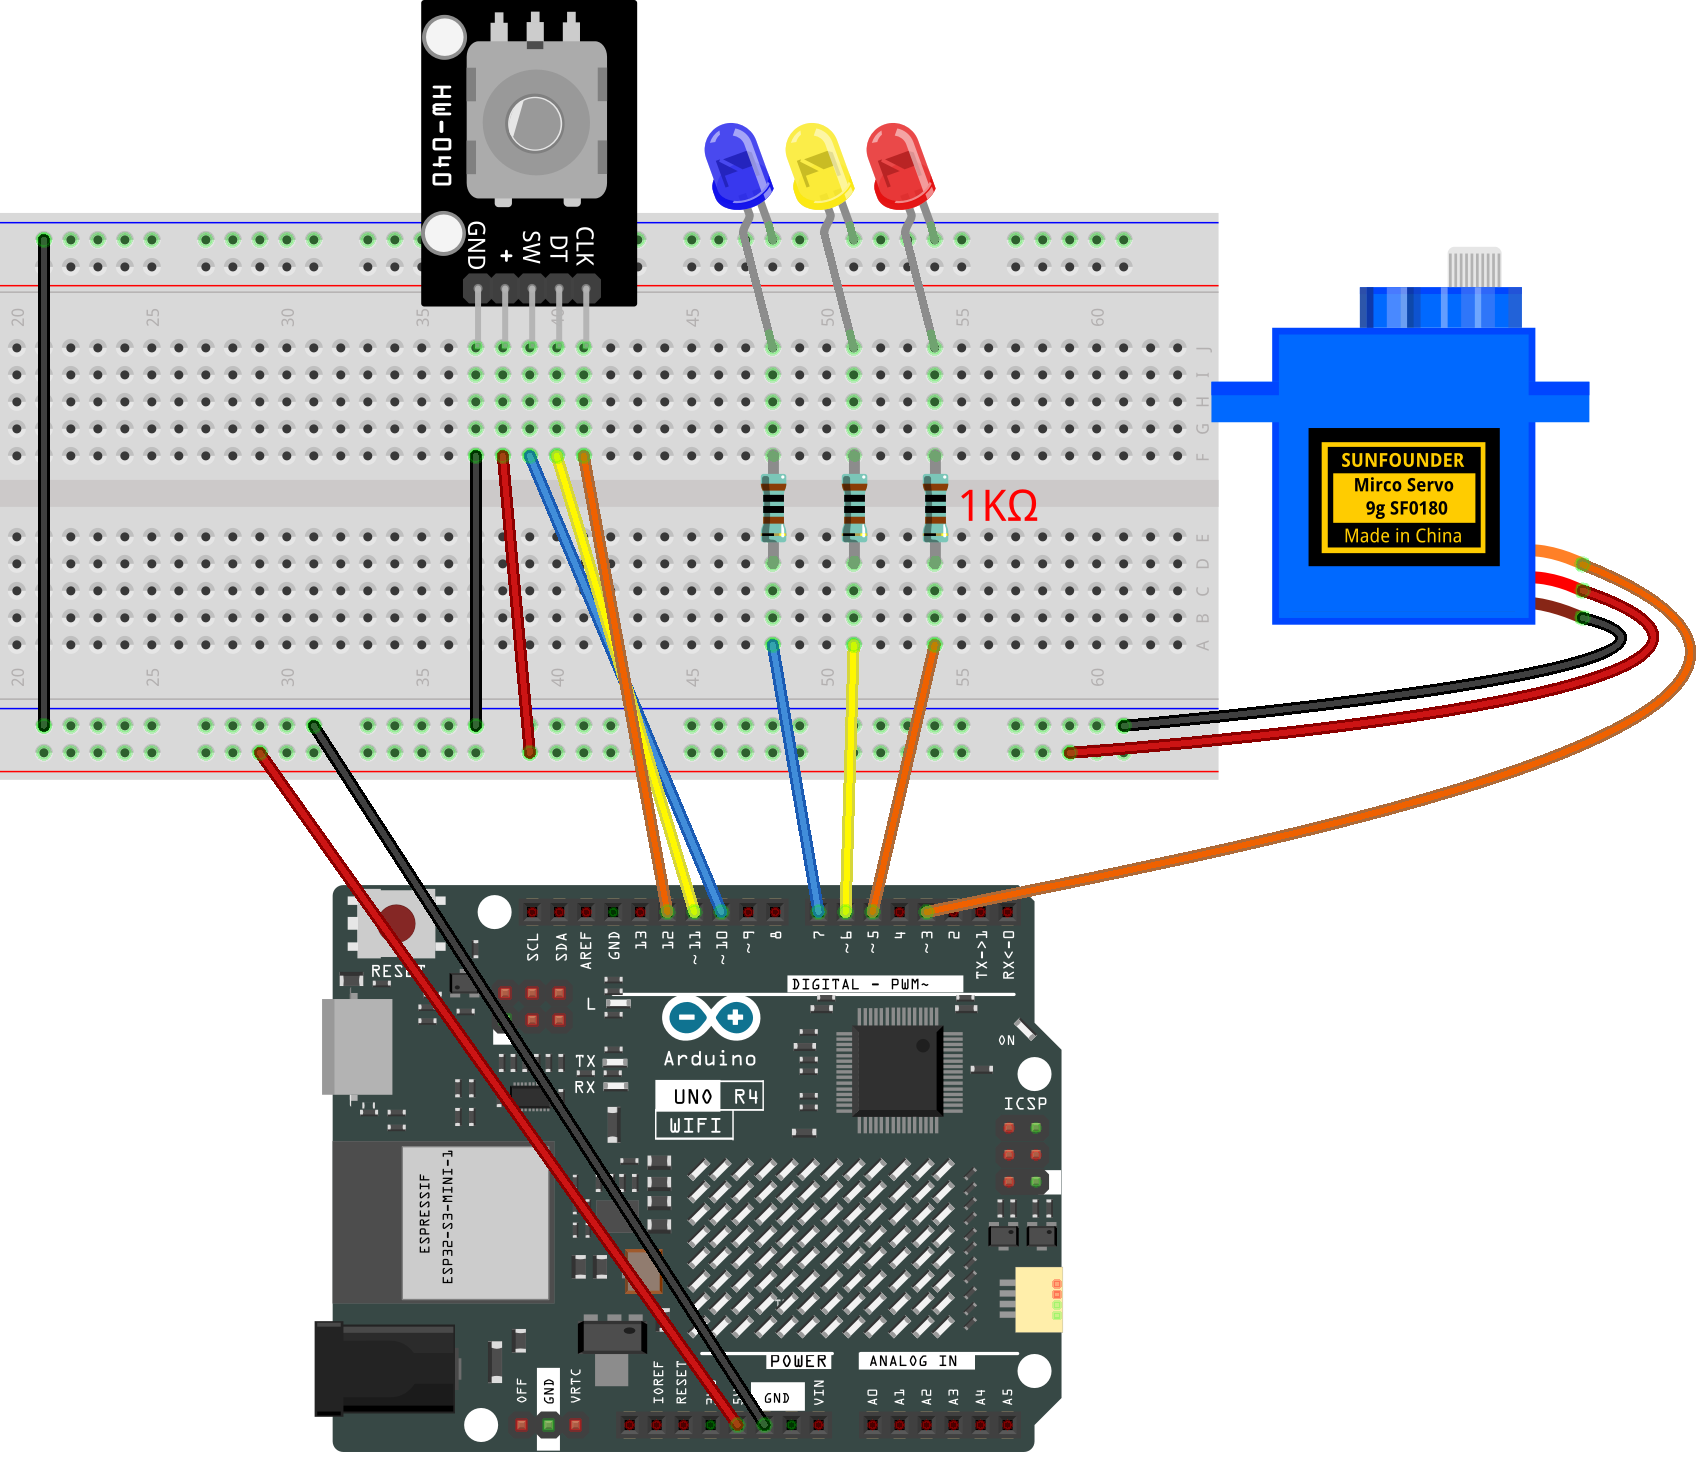 HW-040
GND
+
SW
DT
CLK
20
25
30
35
40
45
50
55
60
J
I
H
G
F
1KΩ
E
D
C
B
A
20
25
30
35
40
45
50
55
60
SUNFOUNDER
Mirco Servo
9g SF0180
Made in China
SCL
SDA
AREF
GND
13
12
~11
~10
~9
8
7
~6
~5
4
~3
2
TX->1
RX<-0
RESET
DIGITAL - PWM~
L
TX
RX
Arduino
UNO R4
WIFI
ON
ICSP
ESPRESSIF
ESP32-S3-MINI-1
POWER
ANALOG IN
OFF
GND
VRTC
IOREF
RESET
GND
VIN
A0
A1
A2
A3
A4
A5